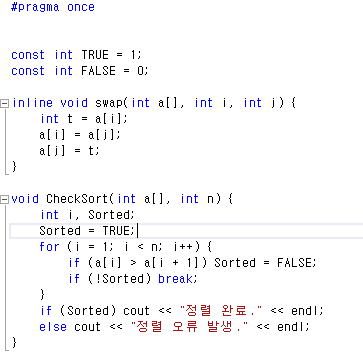 #pragma once
const int TRUE = 1;
const int FALSE = 0;
inline void swap(int a[], int i, int j) {
int t = a[i];
a[i] = a[j];
a[j] = t;
}
void CheckSort(int a[], int n) {
int i, Sorted;
Sorted = TRUE;
for (i = 1; i < n; i++) {
if (a[i] > a[i + 1]) Sorted = FALSE;
if (!Sorted) break;
}
if (Sorted) cout << "정렬 완료." << endl;
else cout << "정렬 오류 발생." << endl;
}